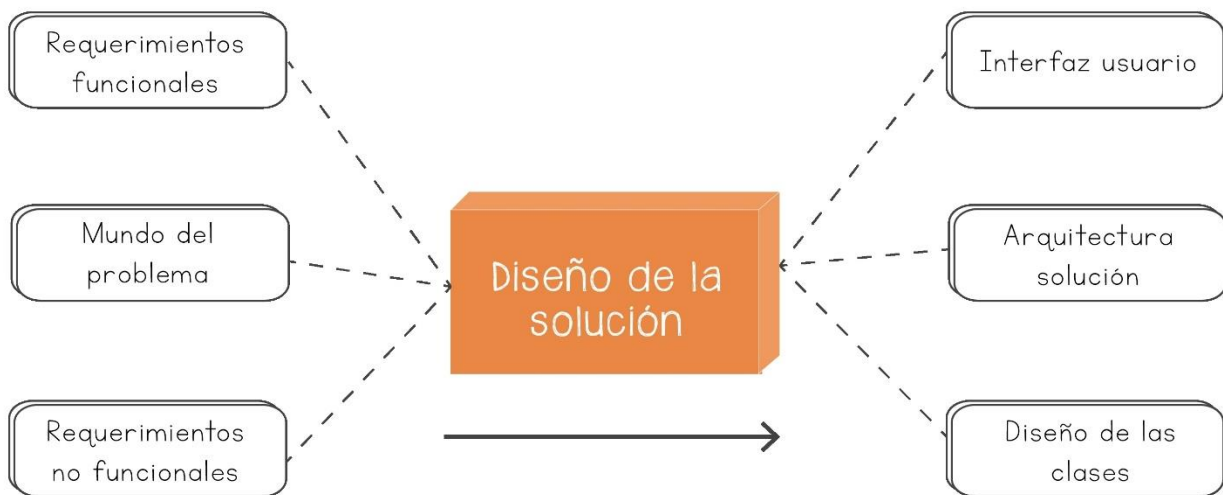 Requerimientos
funcionales
Mundo del
problema
Requerimientos
no funcionales
Diseño de la
solución
Interfaz usuario
Arquitectura
solución
Diseño de las
clases